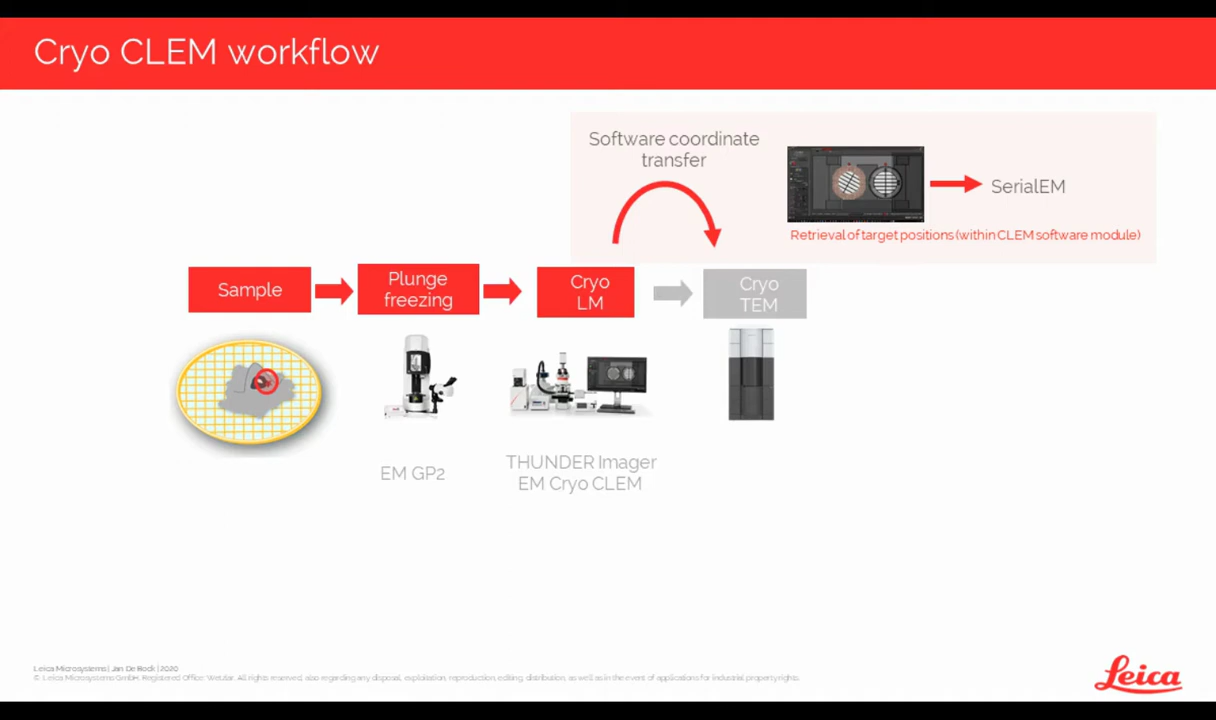 Cryo CLEM workflow
Software coordinate
transfer
SerialEM
Retrieval of target positions (within CLEM software module)
Sample
Plunge
freezing
Cryo
LM
Cryo
TEM
EM GP2
THUNDER Imager
EM Cryo CLEM
Leica Microsystems | Jan De Bock | 2020
© Leica Microsystems GmbH. Registered Office: Wetzlar. All rights reserved, also regarding any disposal, exploitation, reproduction, editing, distribution, as well as in the event of applications for industrial property rights.
Leica